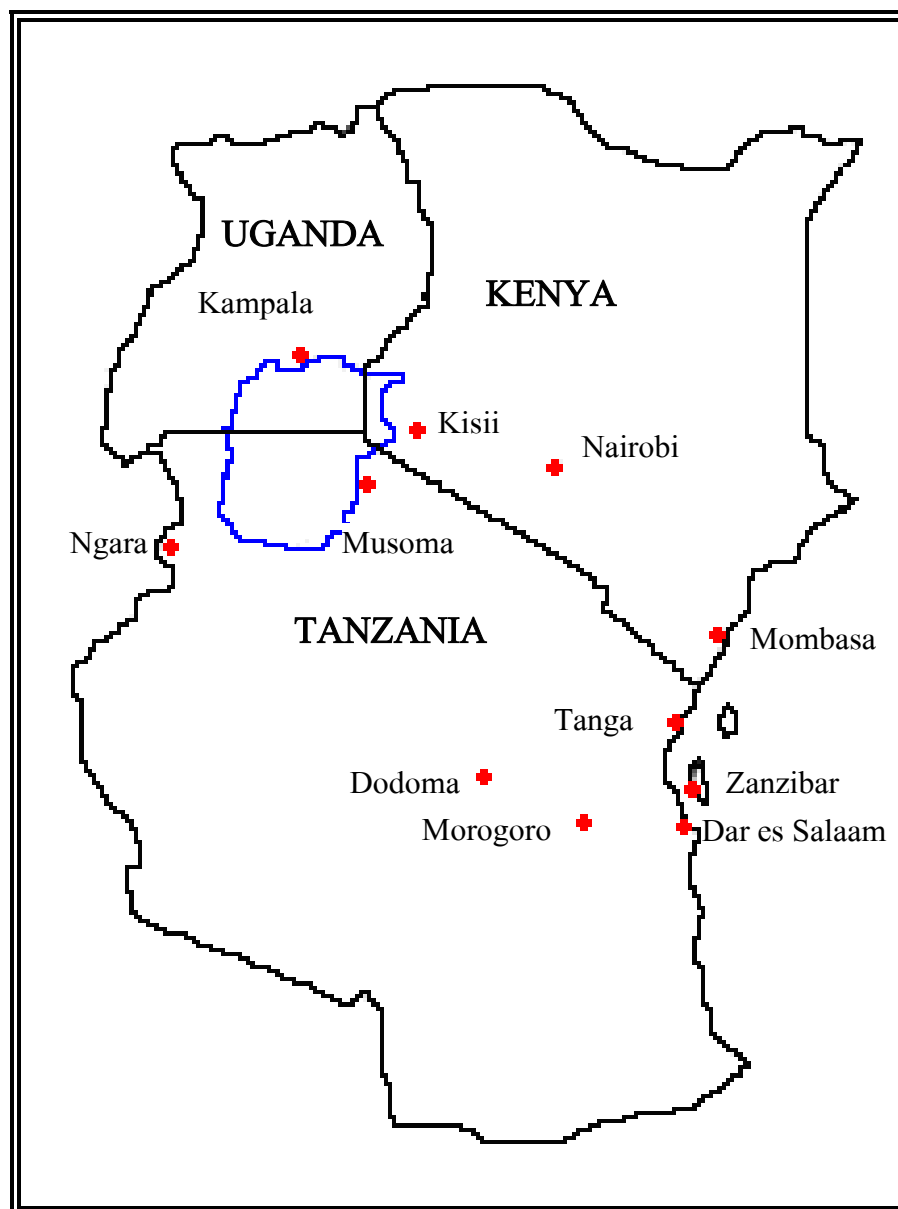 UGANDA
KENYA
Kampala
Kisii
Nairobi
Ngara
Musoma
TANZANIA
Mombasa
Tanga
Dodoma
Zanzibar
Morogoro
Dar es Salaam